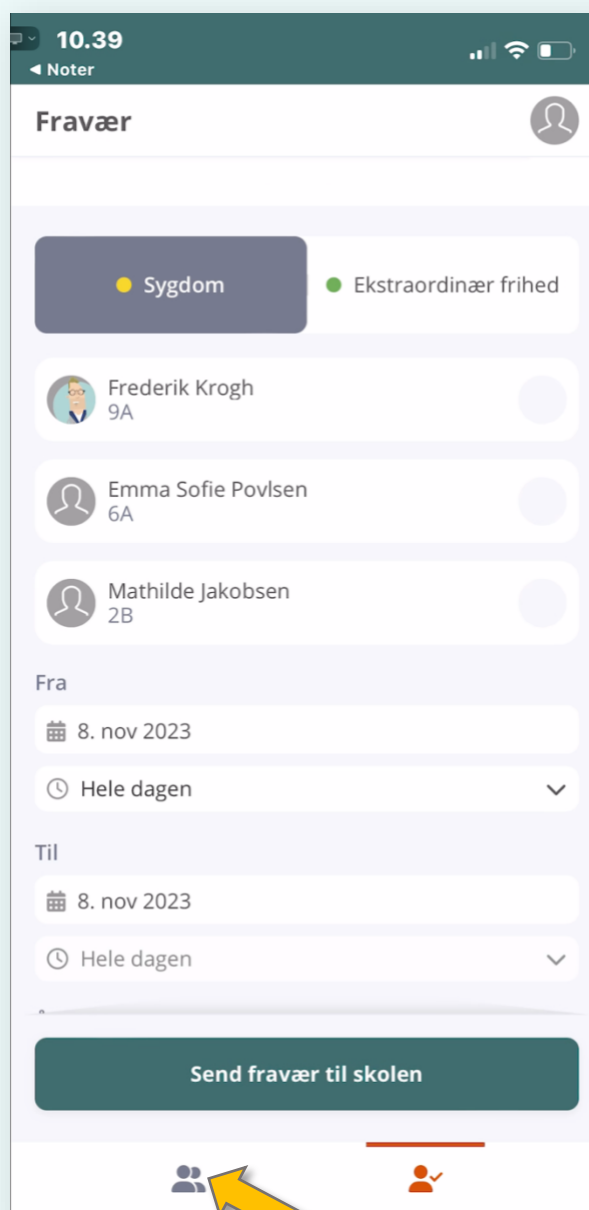 10.39
Noter
Fravær
Sygdom
Ekstraordinær frihed
Frederik Krogh
9A
Emma Sofie Povlsen
6A
Mathilde Jakobsen
2B
Fra
8. nov 2023
Hele dagen
Til
8. nov 2023
Hele dagen
Send fravær til skolen